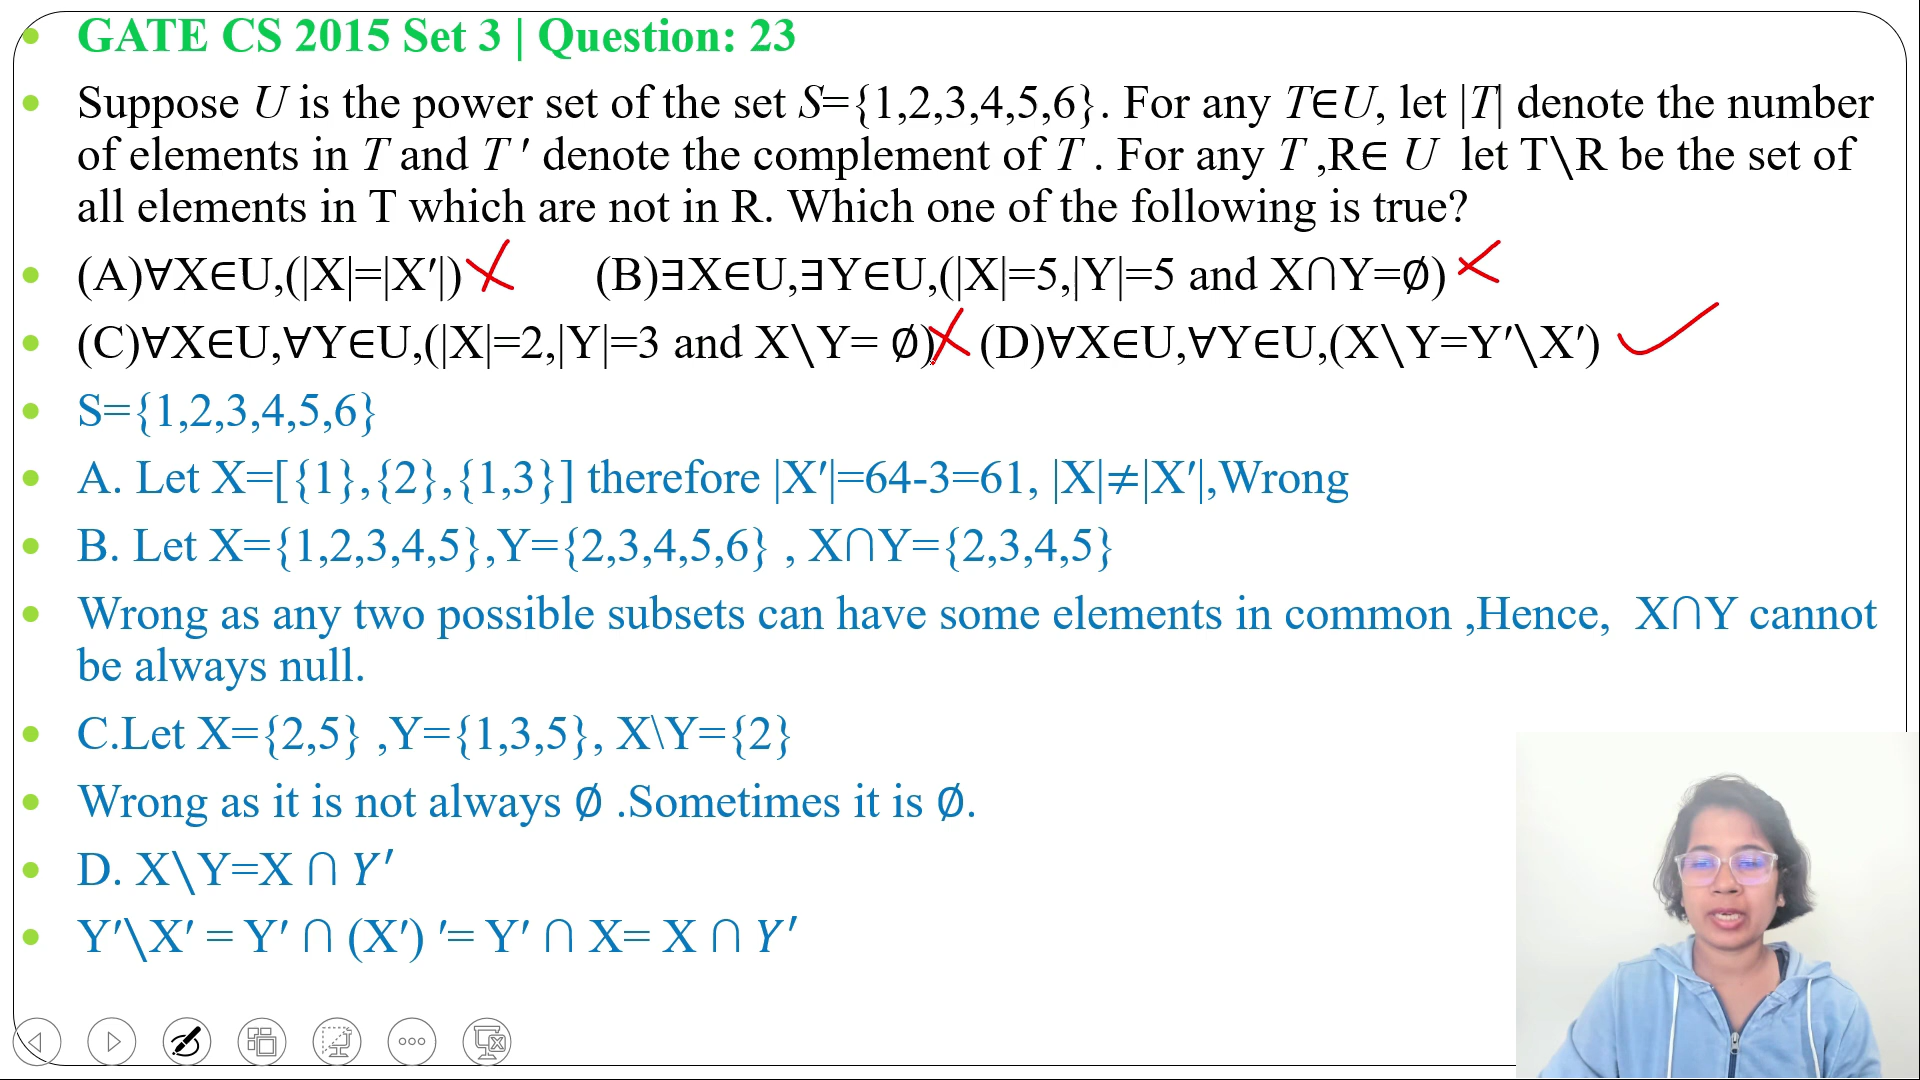 GATE CS 2015 Set 3 | Question: 23
Suppose U is the power set of the set S={1,2,3,4,5,6}. For any T∈U, let |T| denote the number
of elements in T and T ′ denote the complement of T . For any T ,R∈ U let T\R be the set of
all elements in T which are not in R. Which one of the following is true?
(A)∀X∈U,(|X|=|X′|) (B)∃X∈U,∃Y∈U,(|X|=5,|Y|=5 and X∩Y=∅)
(C)∀X∈U,∀Y∈U,(|X|=2,|Y|=3 and X\Y= ∅) (D)∀X∈U,∀Y∈U,(X\Y=Y′\X′)
S={1,2,3,4,5,6}
A. Let X=[{1},{2},{1,3}] therefore |X′|=64-3=61, |X|≠|X′|,Wrong
B. Let X={1,2,3,4,5},Y={2,3,4,5,6} , X∩Y={2,3,4,5}
Wrong as any two possible subsets can have some elements in common ,Hence, X∩Y cannot
be always null.
C.Let X={2,5} ,Y={1,3,5}, X\Y={2}
Wrong as it is not always ∅ .Sometimes it is ∅.
D. X\Y=X ∩ Y′
Y′\X′ = Y′ ∩ (X′) ′= Y′ ∩ X= X ∩ Y′